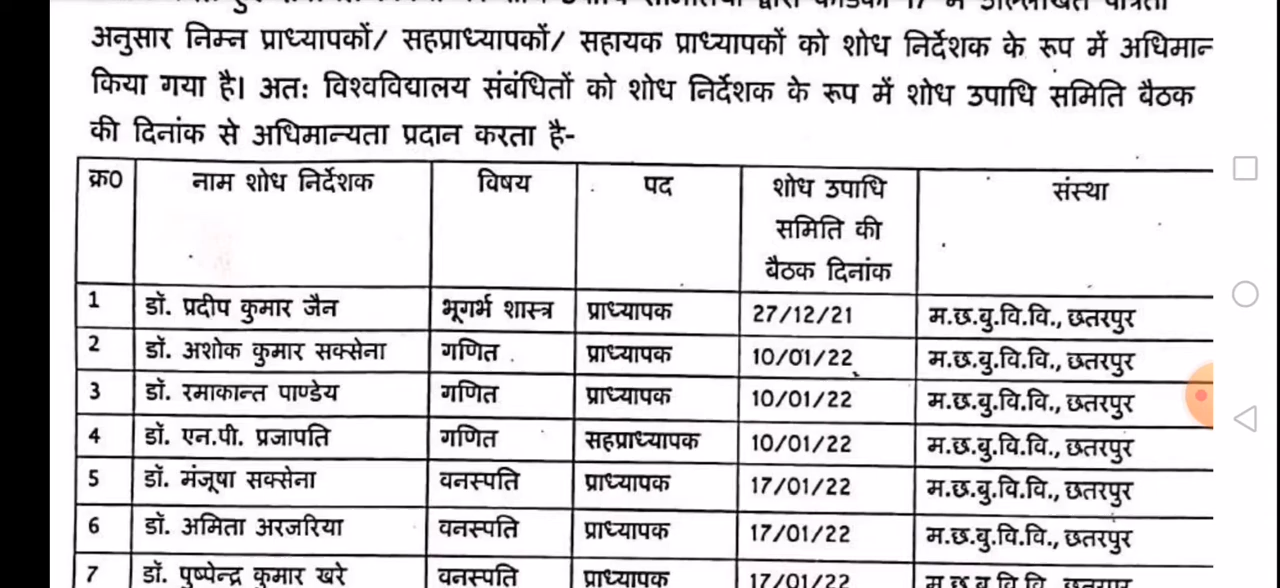 अनुसार निम्न प्राध्यापकों/ सहप्राध्यापकों/ सहायक प्राध्यापकों को शोध निर्देशक के रूप में अधिमान
किया गया है। अतः विश्वविद्यालय संबंधितों को शोध निर्देशक के रूप में शोध उपाधि समिति बैठक
की दिनांक से अधिमान्यता प्रदान करता है-
क्र0 नाम शोध निर्देशक विषय पद शोध उपाधि संस्था
समिति की
बैठक दिनांक
1 डॉ. प्रदीप कुमार जैन भूगर्भ शास्त्र प्राध्यापक 27/12/21 म.छ.बु.वि.वि., छतरपुर
2 डॉ. अशोक कुमार सक्सेना गणित प्राध्यापक 10/01/22 म.छ.बु.वि.वि., छतरपुर
3 डॉ. रमाकान्त पाण्डेय गणित प्राध्यापक 10/01/22 म.छ.बु.वि.वि., छतरपुर
4 डॉ. एन.पी. प्रजापति गणित सहप्राध्यापक 10/01/22 म.छ.बु.वि.वि., छतरपुर
5 डॉ. मंजूषा सक्सेना वनस्पति प्राध्यापक 17/01/22 म.छ.बु.वि.वि., छतरपुर
6 डॉ. अमिता अरजरिया वनस्पति प्राध्यापक 17/01/22 म.छ.बु.वि.वि., छतरपुर
7 डॉ. पुष्पेन्द्र कुमार खरे वनस्पति प्राध्यापक 17/01/22